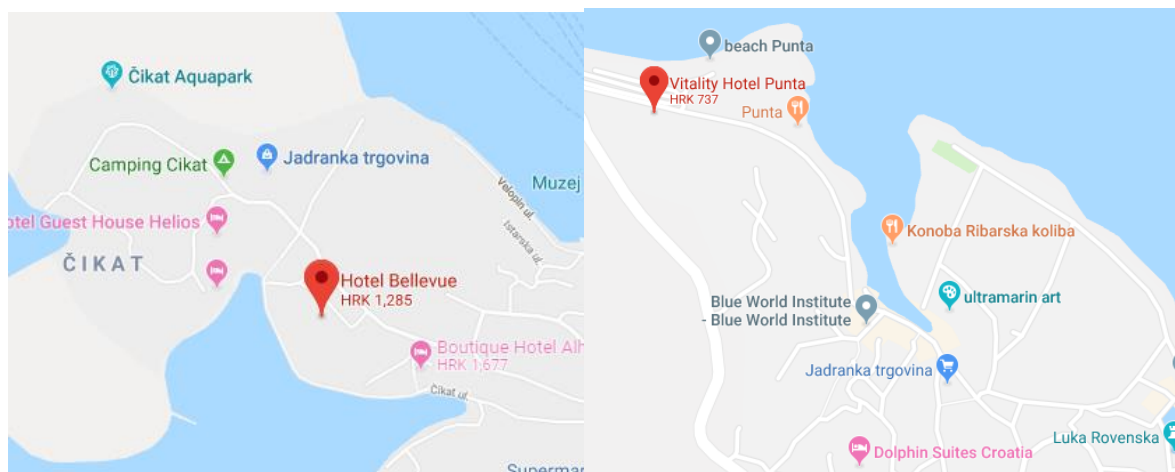 Čikat Aquapark
Camping Cikat
Jadranka trgovina
Muzej
Velopin ul.
Istarska ul.
otel Guest House Helios
ČIKAT
Hotel Bellevue
HRK 1,285
Boutique Hotel Alh
HRK 1,677
Čikat ul.
Supermar
beach Punta
Vitality Hotel Punta
HRK 737
Punta
Konoba Ribarska koliba
ultramarin art
Blue World Institute
- Blue World Institute
Jadranka trgovina
Luka Rovenska
Dolphin Suites Croatia